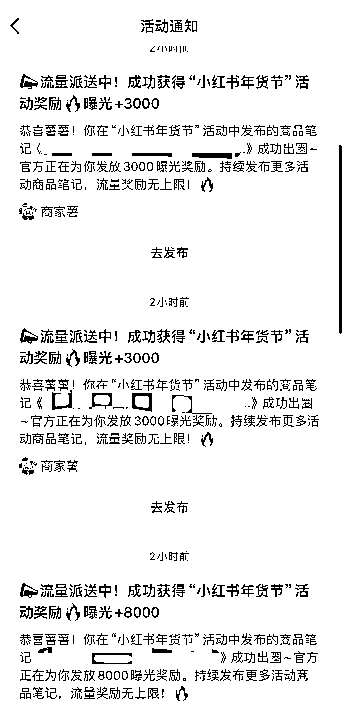 活动通知
2小时前
流量派送中！成功获得“小红书年货节”活
动奖励🔥曝光+3000
恭喜薯薯！你在“小红书年货节”活动中发布的商品笔
记《 ...》成功出圈~
官方正在为你发放3000曝光奖励。持续发布更多活
动商品笔记，流量奖励无上限！🔥
商家薯
去发布
2小时前
流量派送中！成功获得“小红书年货节”活
动奖励🔥曝光+3000
恭喜薯薯！你在“小红书年货节”活动中发布的商品笔
记《 ...》成功出圈
~官方正在为你发放3000曝光奖励。持续发布更多活
动商品笔记，流量奖励无上限！🔥
商家薯
去发布
2小时前
流量派送中！成功获得“小红书年货节”活
动奖励🔥曝光+8000
恭喜薯薯！你在“小红书年货节”活动中发布的商品笔
记 》成功出圈~官方
正在为你发放8000曝光奖励。持续发布更多活动商
品笔记，流量奖励无上限！🔥